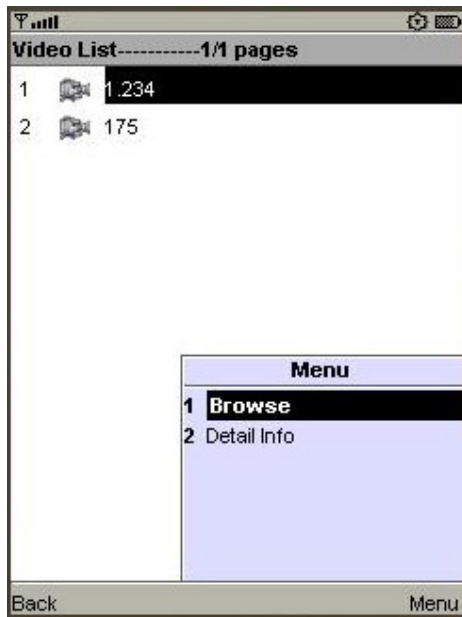 Video List-----------1/1 pages
1 1.234
2 175
Menu
1 Browse
2 Detail Info
Back Menu